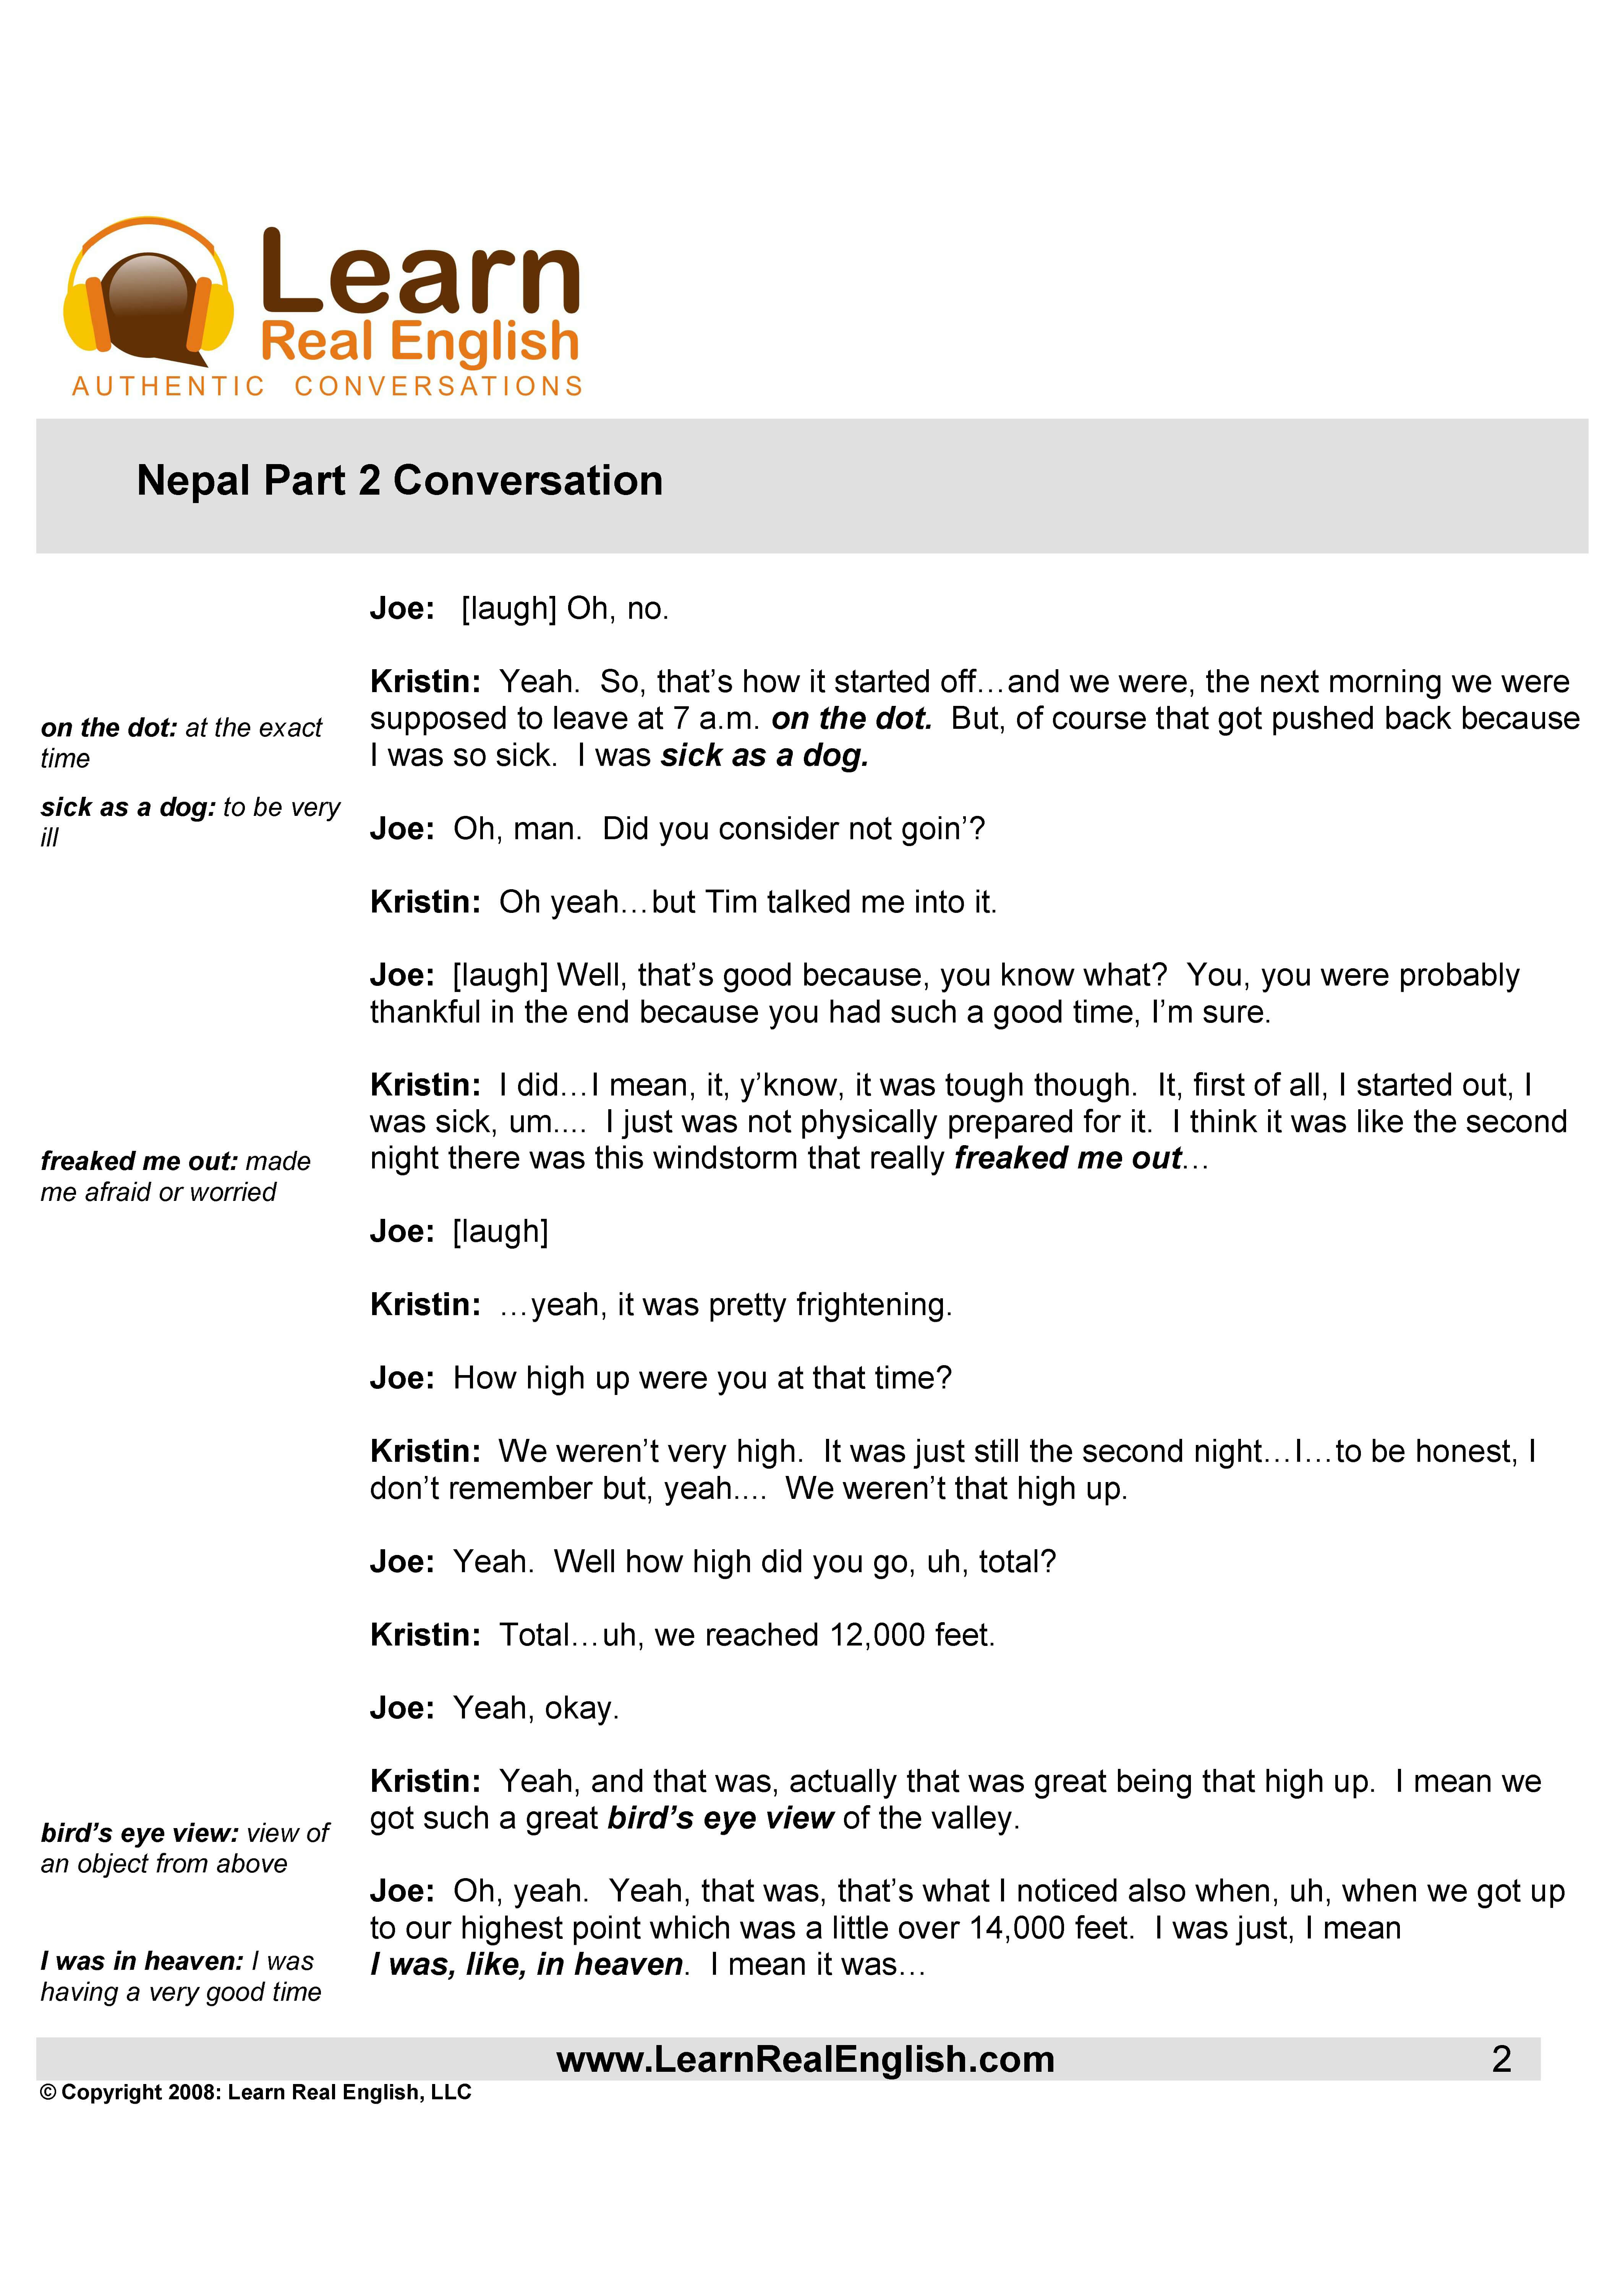 Learn
Real English
AUTHENTIC CONVERSATIONS
Nepal Part 2 Conversation
Joe: [laugh] Oh, no.
Kristin: Yeah. So, that’s how it started off…and we were, the next morning we were
supposed to leave at 7 a.m. on the dot. But, of course that got pushed back because
I was so sick. I was sick as a dog.
on the dot: at the exact
time
sick as a dog: to be very
ill
Joe: Oh, man. Did you consider not goin’?
Kristin: Oh yeah…but Tim talked me into it.
Joe: [laugh] Well, that’s good because, you know what? You, you were probably
thankful in the end because you had such a good time, I’m sure.
Kristin: I did…I mean, it, y’know, it was tough though. It, first of all, I started out, I
was sick, um.... I just was not physically prepared for it. I think it was like the second
night there was this windstorm that really freaked me out…
freaked me out: made
me afraid or worried
Joe: [laugh]
Kristin: …yeah, it was pretty frightening.
Joe: How high up were you at that time?
Kristin: We weren’t very high. It was just still the second night…I…to be honest, I
don’t remember but, yeah.... We weren’t that high up.
Joe: Yeah. Well how high did you go, uh, total?
Kristin: Total…uh, we reached 12,000 feet.
Joe: Yeah, okay.
Kristin: Yeah, and that was, actually that was great being that high up. I mean we
got such a great bird’s eye view of the valley.
bird’s eye view: view of
an object from above
Joe: Oh, yeah. Yeah, that was, that’s what I noticed also when, uh, when we got up
to our highest point which was a little over 14,000 feet. I was just, I mean
I was, like, in heaven. I mean it was…
I was in heaven: I was
having a very good time
www.LearnRealEnglish.com 2
© Copyright 2008: Learn Real English, LLC